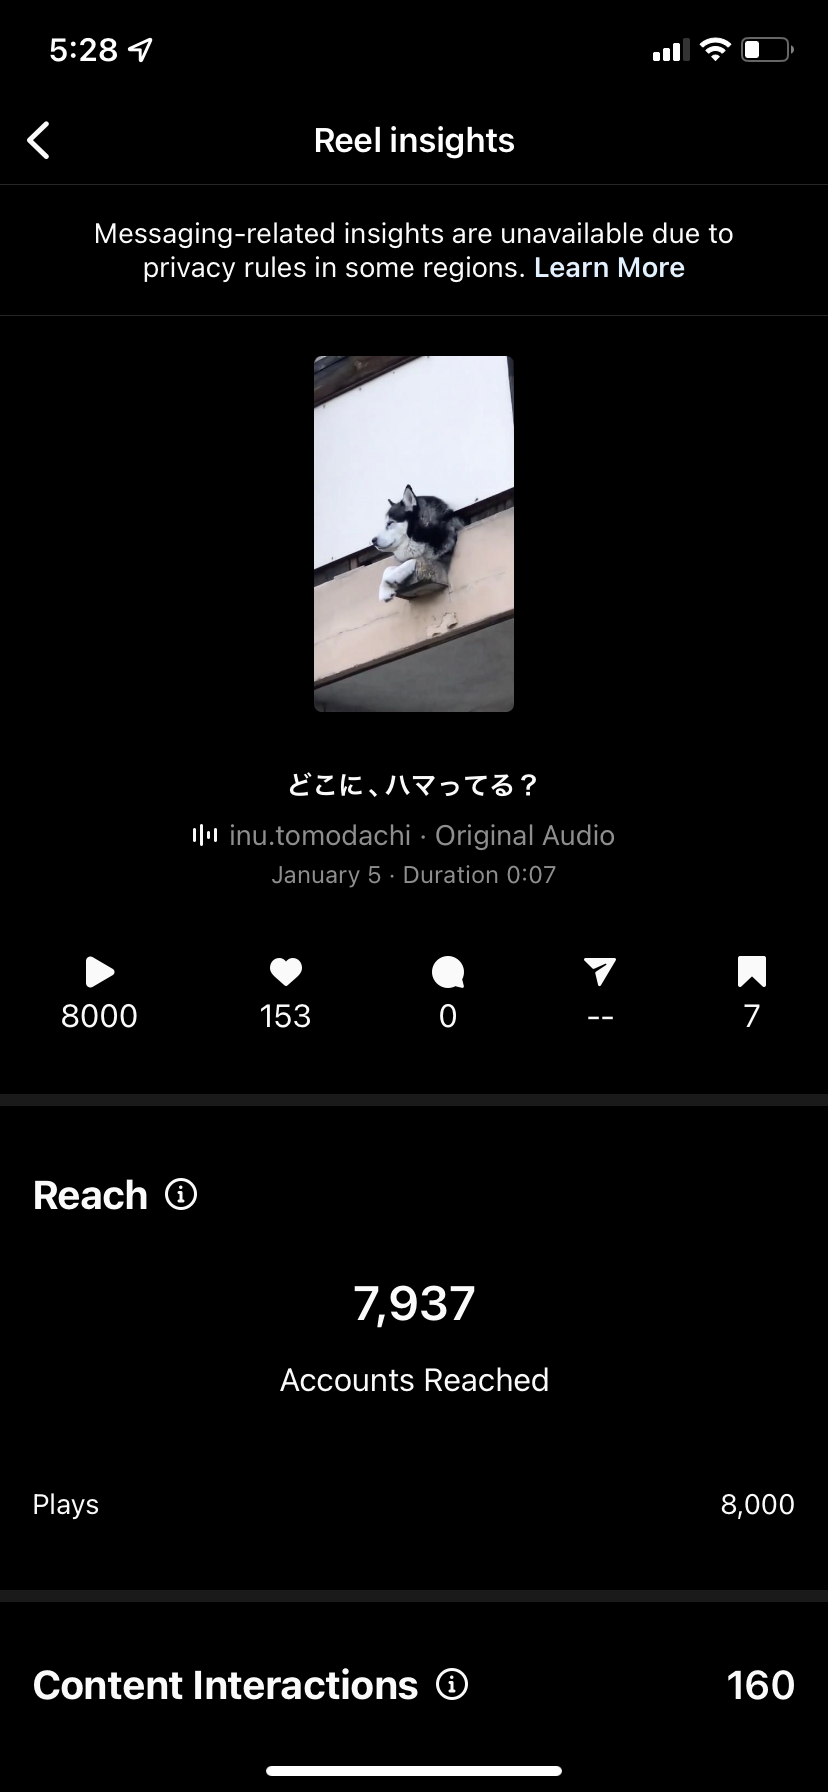 5:28
Reel insights
Messaging-related insights are unavailable due to
privacy rules in some regions. Learn More
どこに、ハマってる？
inu.tomodachi · Original Audio
January 5 · Duration 0:07
8000 153 0 -- 7
Reach
7,937
Accounts Reached
Plays 8,000
Content Interactions 160